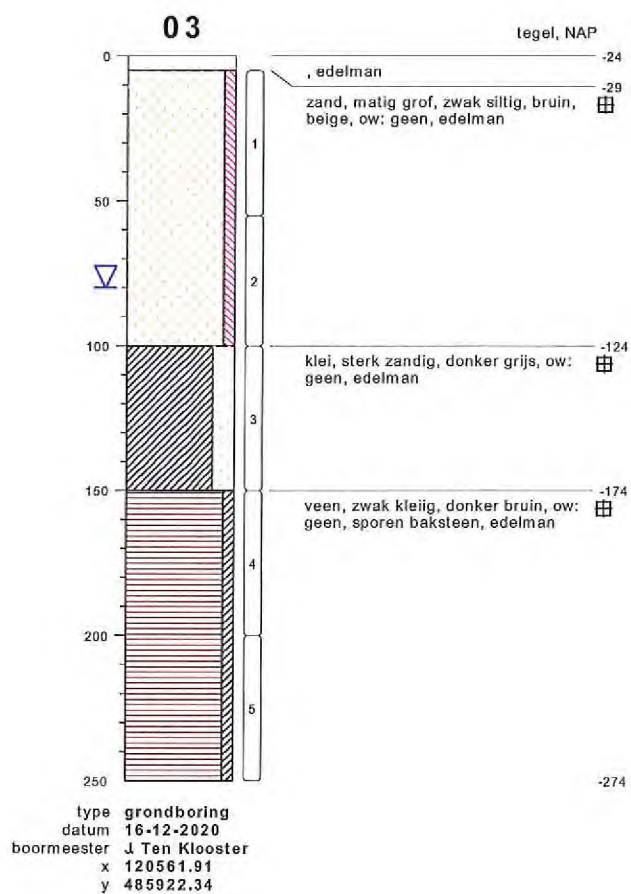 03
tegel, NAP
0
-24
, edelman
-29
zand, matig grof, zwak siltig, bruin,
beige, ow: geen, edelman
1
50
2
100
-124
klei, sterk zandig, donker grijs, ow:
geen, edelman
3
150
-174
veen, zwak kleiig, donker bruin, ow:
geen, sporen baksteen, edelman
4
200
5
250
-274
type grondboring
datum 16-12-2020
boormeester J. Ten Klooster
x 120561.91
y 485922.34